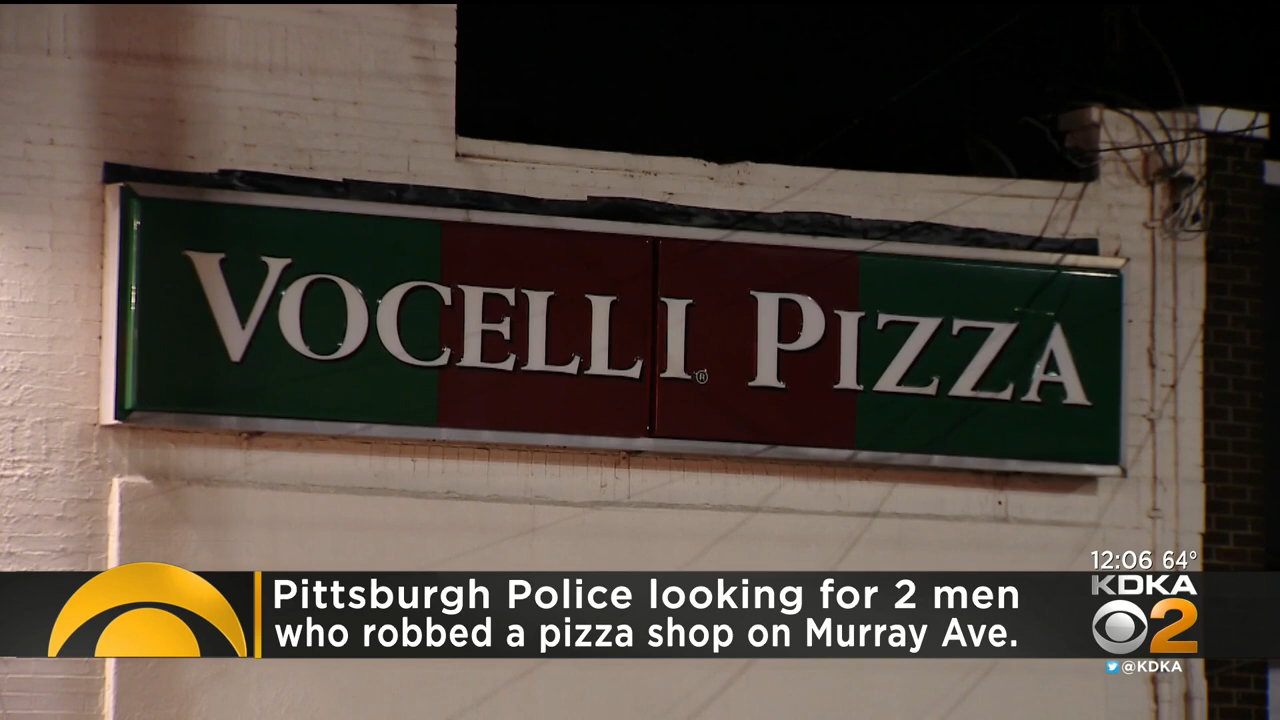 VOCELLI® PIZZA
12:06 64°
Pittsburgh Police looking for 2 men
who robbed a pizza shop on Murray Ave.
KDKA
2
@KDKA